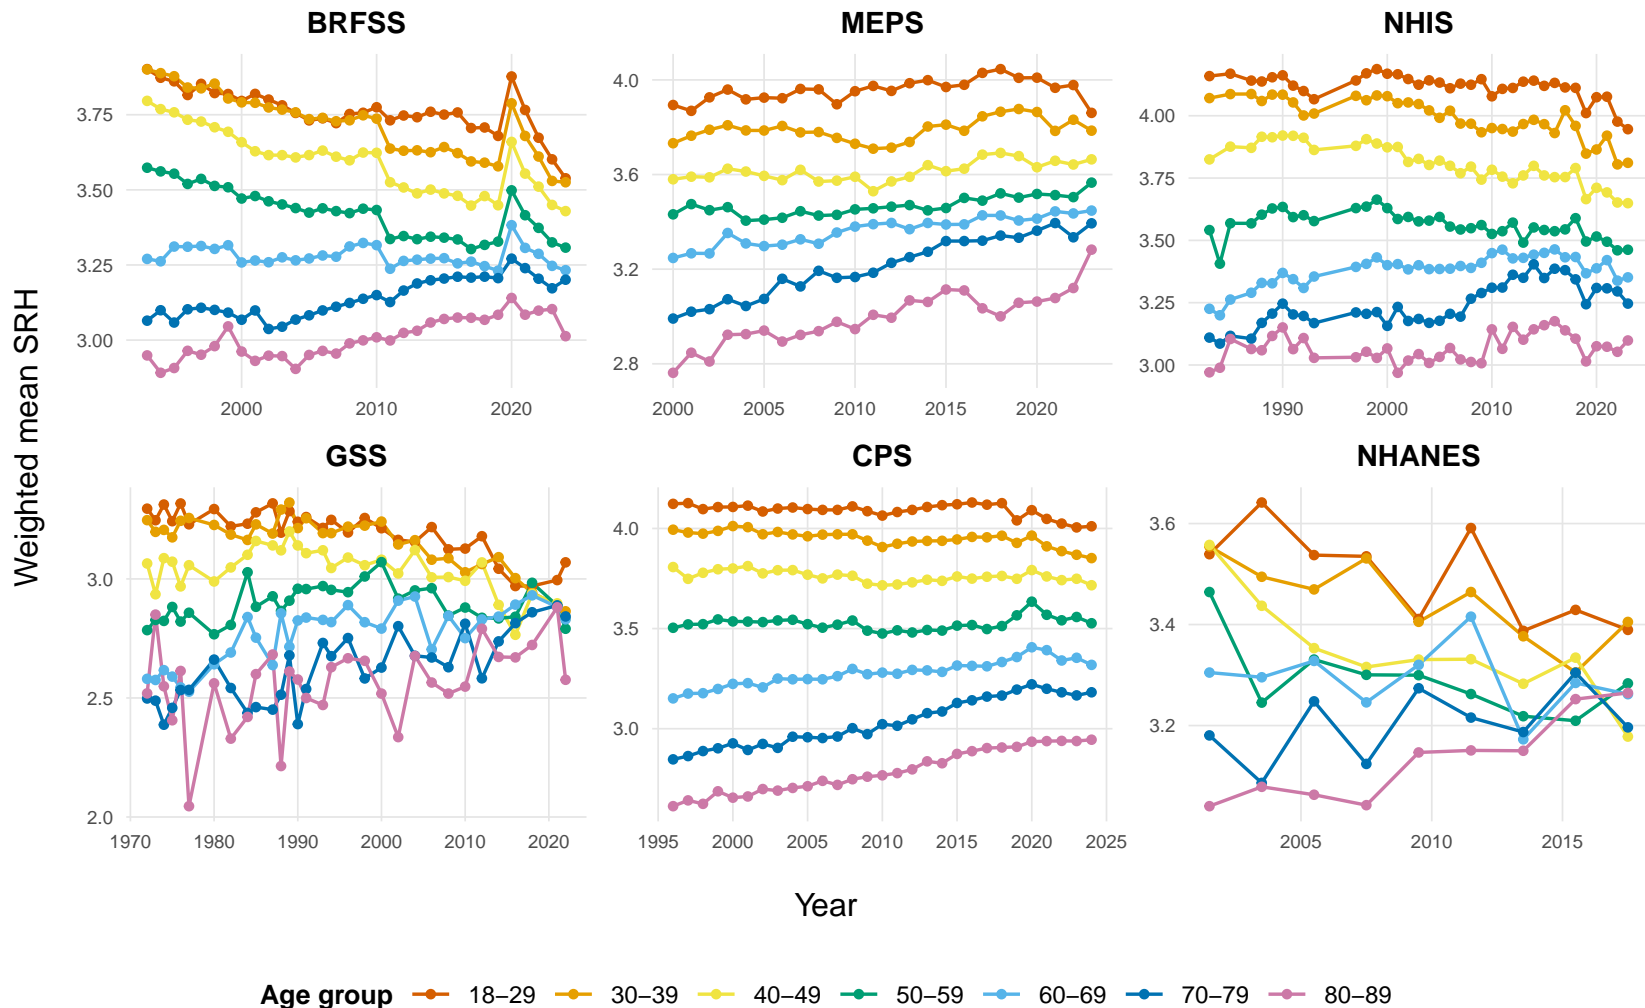 BRFSS MEPS NHIS
3.75
3.50
3.25
3.00
2000 2010 2020
4.0
3.6
3.2
2.8
2000 2005 2010 2015 2020
4.00
3.75
3.50
3.25
3.00
1990 2000 2010 2020
Weighted mean SRH
GSS CPS NHANES
3.0
2.5
2.0
1970 1980 1990 2000 2010 2020
4.0
3.5
3.0
1995 2000 2005 2010 2015 2020 2025
3.6
3.4
3.2
2005 2010 2015
Year
Age group 18–29 30–39 40–49 50–59 60–69 70–79 80–89